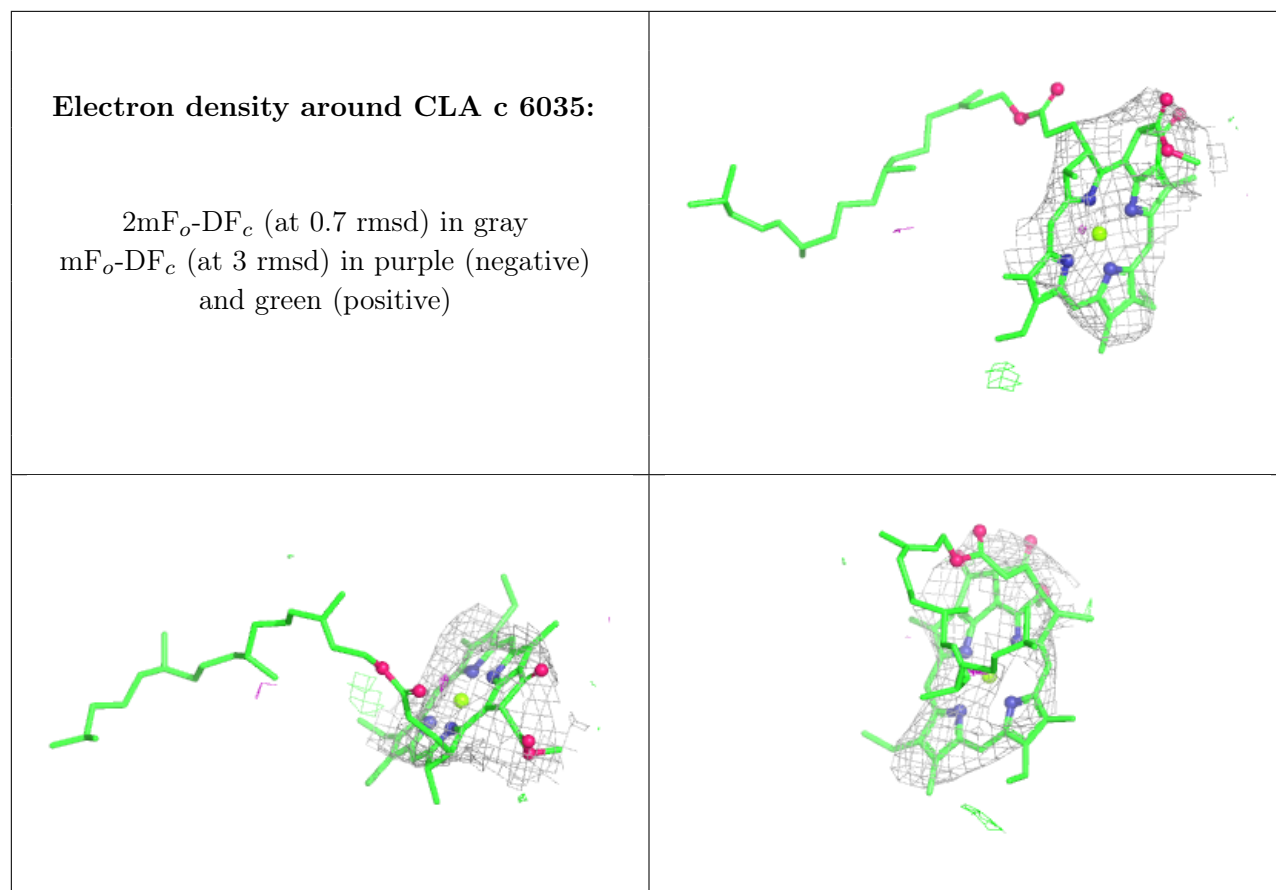 Electron density around CLA c 6035:
2mFo-DFc (at 0.7 rmsd) in gray
mFo-DFc (at 3 rmsd) in purple (negative)
and green (positive)